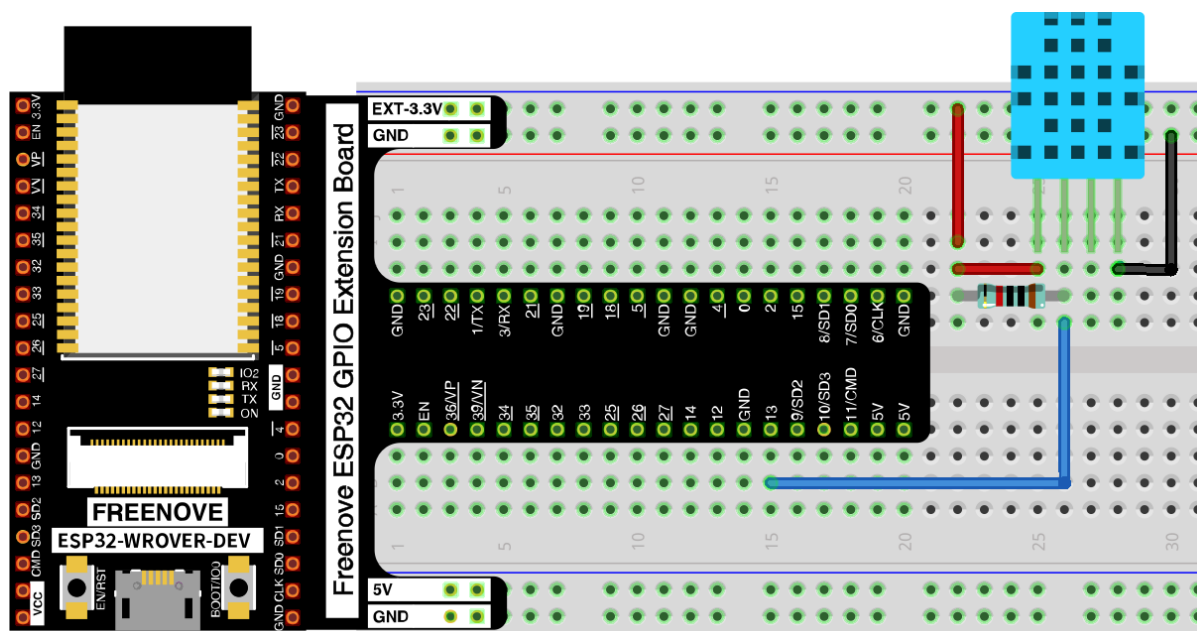 3.3V
EN
VP
VN
34
35
32
33
25
26
27
14
12
GND
13
SD2
SD3
CMD
VCC
GND
23
22
TX
RX
21
GND
19
18
5
GND
4
0
2
15
SD1
SD0
CLK
GND
IO2
RX
TX
ON
FREENOVE
ESP32-WROVER-DEV
EN/RST
BOOT/IO0
Freenove ESP32 GPIO Extension Board
EXT-3.3V
GND
1 5 10 15 20 25 30
GND 23 22 1/TX 3/RX 21 GND 19 18 5 GND GND 4 0 2 15 8/SD1 7/SD0 6/CLK GND
3.3V EN 36/VP 39/VN 34 35 32 33 25 26 27 14 12 GND 13 9/SD2 10/SD3 11/CMD 5V 5V
1 5 10 15 20 25 30
5V
GND